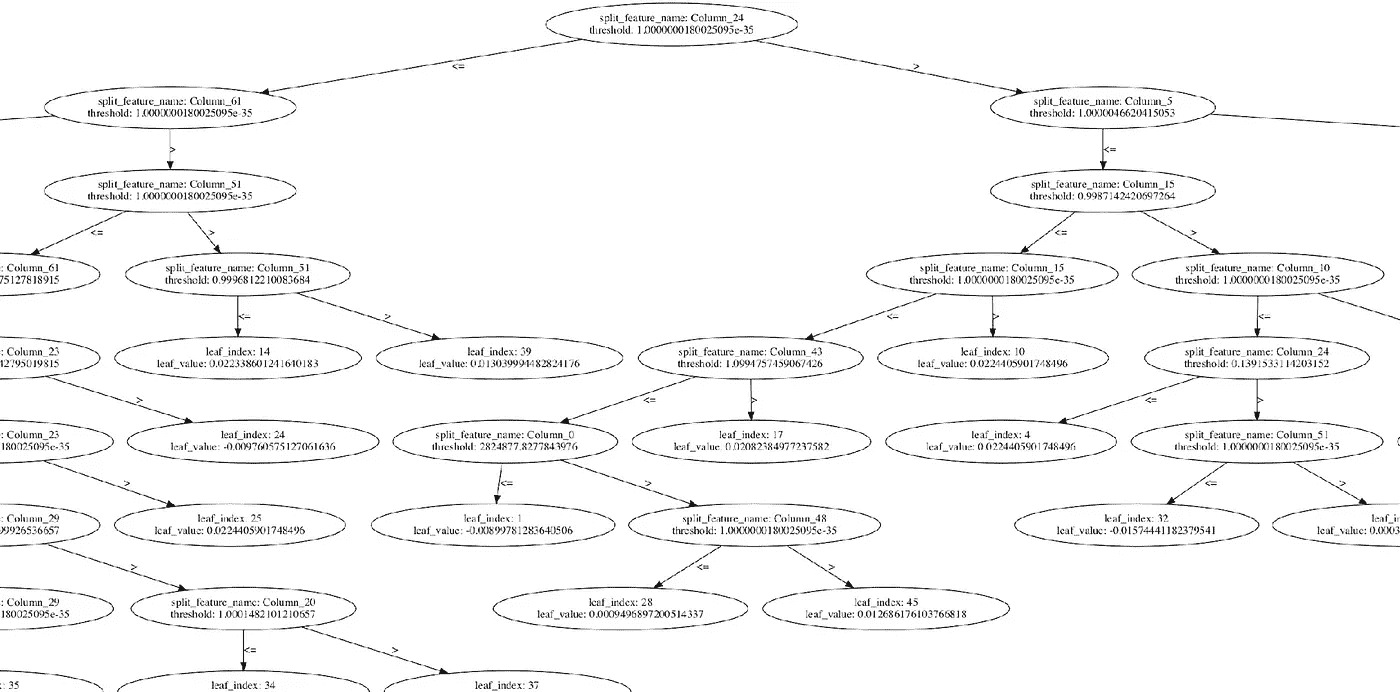 split_feature_name: Column_24
threshold: 1.0000000180025095e-35
<=
>
split_feature_name: Column_61
threshold: 1.0000000180025095e-35
split_feature_name: Column_5
threshold: 1.0000046620415053
>
<=
split_feature_name: Column_51
threshold: 1.0000000180025095e-35
split_feature_name: Column_15
threshold: 0.9987142420697264
<=
>
<=
>
: Column_61
75127818915
split_feature_name: Column_51
threshold: 0.9996812210083684
split_feature_name: Column_15
threshold: 1.0000000180025095e-35
split_feature_name: Column_10
threshold: 1.0000000180025095e-35
<=
>
<=
>
<=
: Column_23
42795019815
leaf_index: 14
leaf_value: 0.022338601241640183
leaf_index: 39
leaf_value: 0.013039994482824176
split_feature_name: Column_43
threshold: 1.0994757459067426
leaf_index: 10
leaf_value: 0.0224405901748496
split_feature_name: Column_24
threshold: 0.1391533114203152
>
<=
>
<=
>
: Column_23
180025095e-35
leaf_index: 24
leaf_value: -0.009760575127061636
split_feature_name: Column_0
threshold: 2824877.8277843976
leaf_index: 17
leaf_value: 0.02082384977237582
leaf_index: 4
leaf_value: 0.0224405901748496
split_feature_name: Column_51
threshold: 1.0000000180025095e-35
>
<=
>
<=
>
: Column_29
99926536657
leaf_index: 25
leaf_value: 0.0224405901748496
leaf_index: 1
leaf_value: -0.00899781283640506
split_feature_name: Column_48
threshold: 1.0000000180025095e-35
leaf_index: 32
leaf_value: -0.01574441182379541
leaf_i
leaf_value: 0.0003
>
<=
>
: Column_29
180025095e-35
split_feature_name: Column_20
threshold: 1.0001482101210657
leaf_index: 28
leaf_value: 0.0009496897200514337
leaf_index: 45
leaf_value: 0.012686176103766818
<=
>
: 35
leaf_index: 34
leaf_index: 37